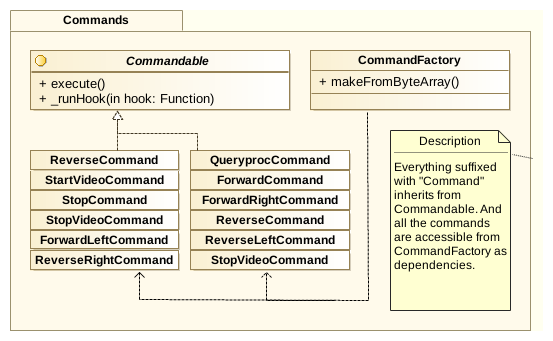 Commands
Commandable
+ execute()
+ _runHook(in hook: Function)
CommandFactory
+ makeFromByteArray()
ReverseCommand
StartVideoCommand
StopCommand
StopVideoCommand
ForwardLeftCommand
ReverseRightCommand
QueryprocCommand
ForwardCommand
ForwardRightCommand
ReverseCommand
ReverseLeftCommand
StopVideoCommand
Description
Everything suffixed
with "Command"
inherits from
Commandable. And
all the commands
are accessible from
CommandFactory as
dependencies.